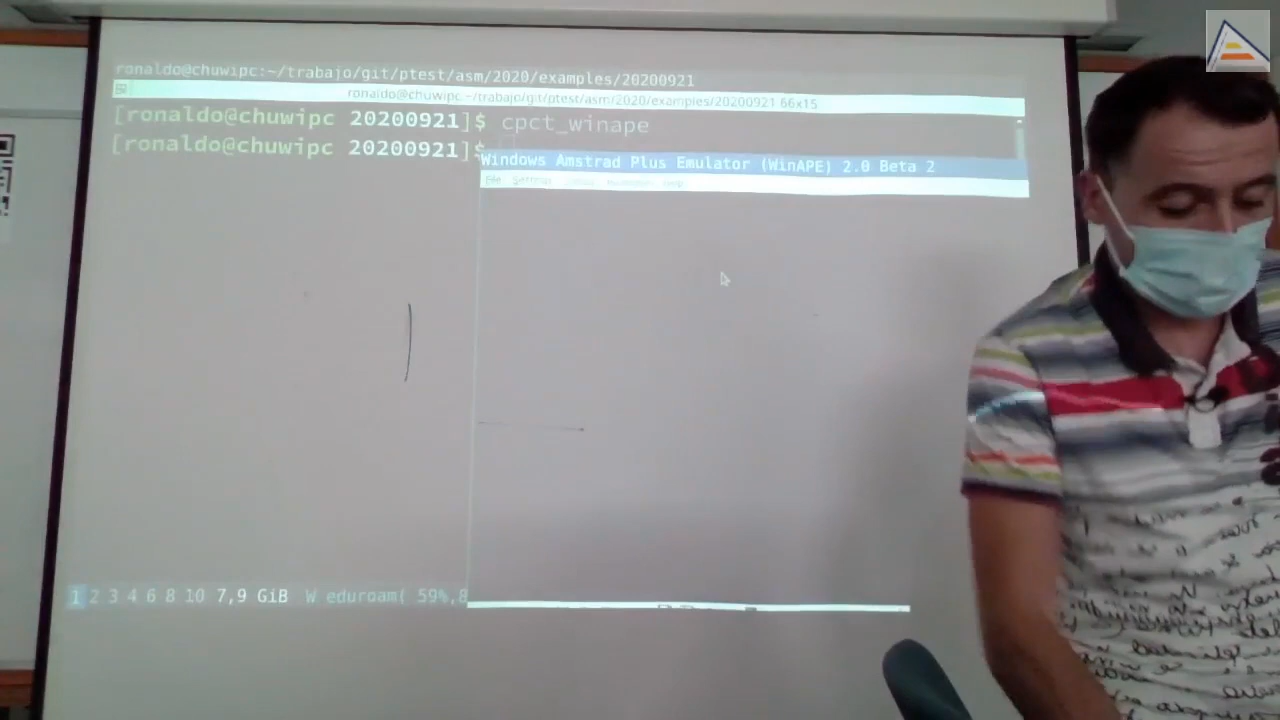 ronaldo@chuwipc:~/trabajo/git/ptest/asm/2020/examples/20200921
ronaldo@chuwipc:~/trabajo/git/ptest/asm/2020/examples/20200921 66x15
[ronaldo@chuwipc 20200921]$ cpct_winape
[ronaldo@chuwipc 20200921]$
Windows Amstrad Plus Emulator (WinAPE) 2.0 Beta 2
File Settings
1 2 3 4 6 8 10 7,9 GiB W eduroam( 59%,8